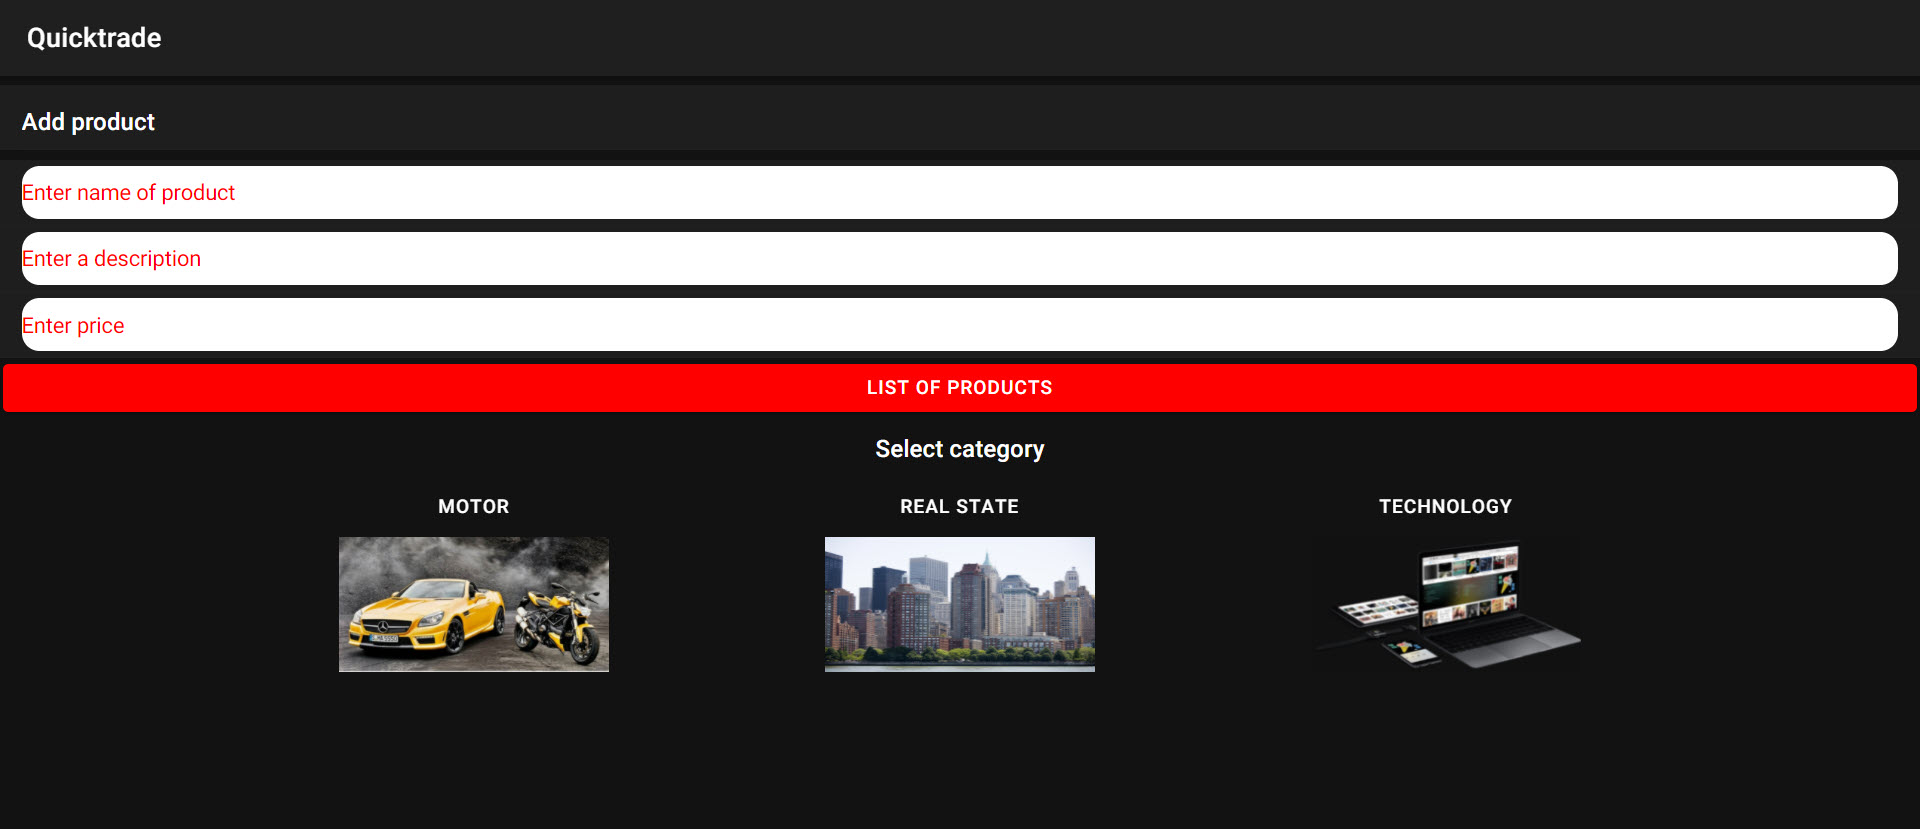 Quicktrade
Add product
Enter name of product
Enter a description
Enter price
LIST OF PRODUCTS
Select category
MOTOR
REAL STATE
TECHNOLOGY